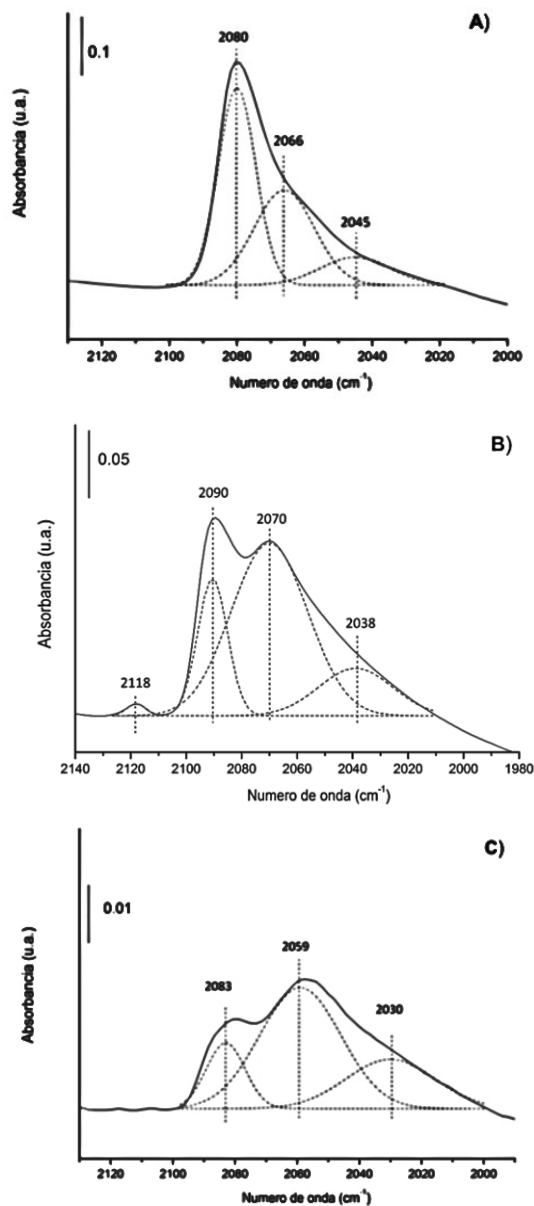 A)
0.1
2080
2066
2045
Absorbancia (u.a.)
2120 2100 2080 2060 2040 2020 2000
Numero de onda (cm-1)
B)
0.05
2090
2070
2038
2118
Absorbancia (u.a.)
2140 2120 2100 2080 2060 2040 2020 2000 1980
Numero de onda (cm-1)
C)
0.01
2083
2059
2030
Absorbancia (u.a.)
2120 2100 2080 2060 2040 2020 2000
Numero de onda (cm-1)